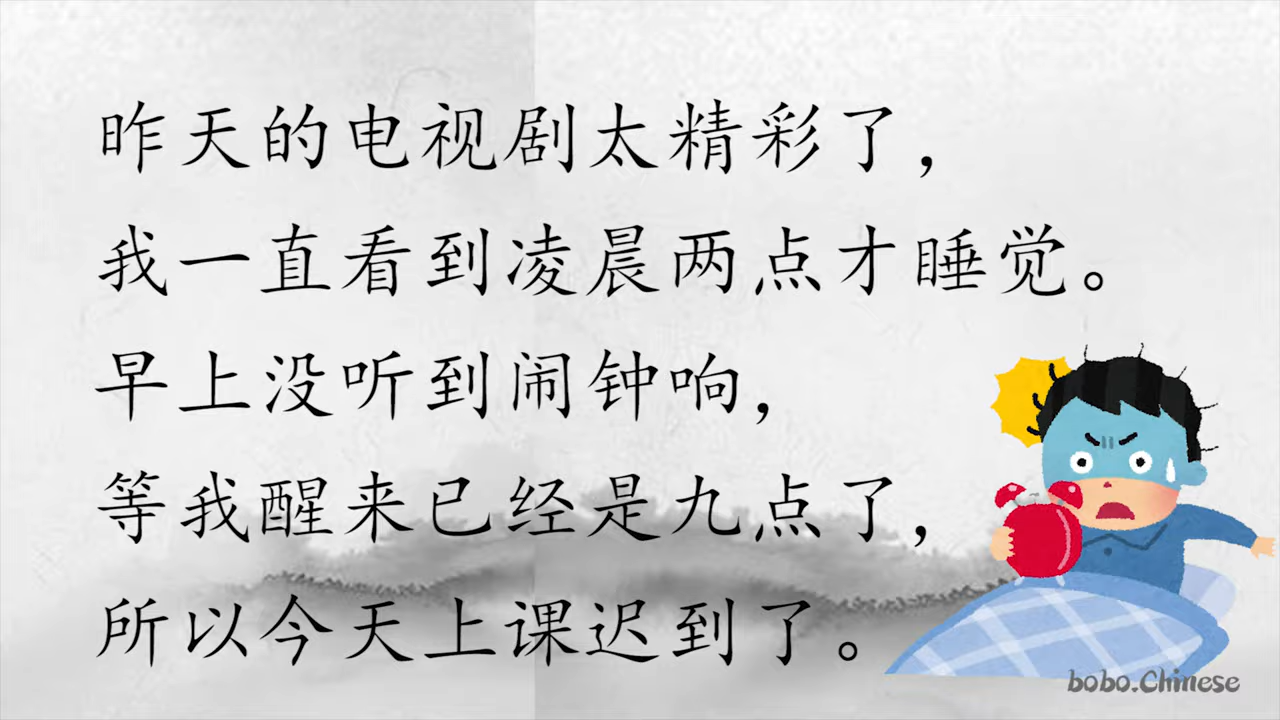 昨天的电视剧太精彩了，
我一直看到凌晨两点才睡觉。
早上没听到闹钟响，
等我醒来已经是九点了，
所以今天上课迟到了。
bobo.Chinese